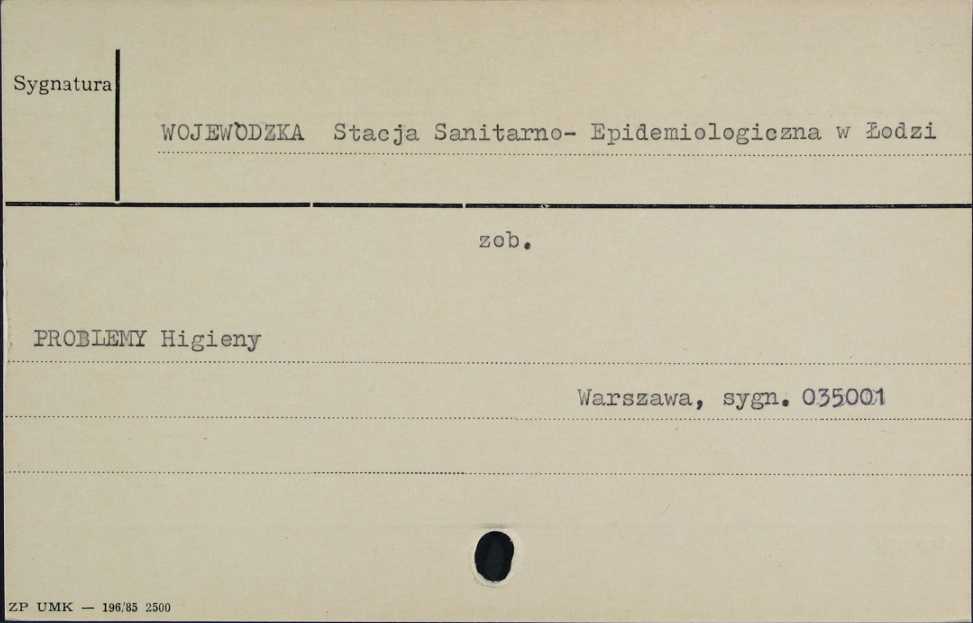 Sygnatura
WOJEWÓDZKA Stacja Sanitarno- Epidemiologiczna w Łodzi
zob.
PROBLEMY Higieny
Warszawa, sygn. 035001
ZP UMK — 196/85 2500